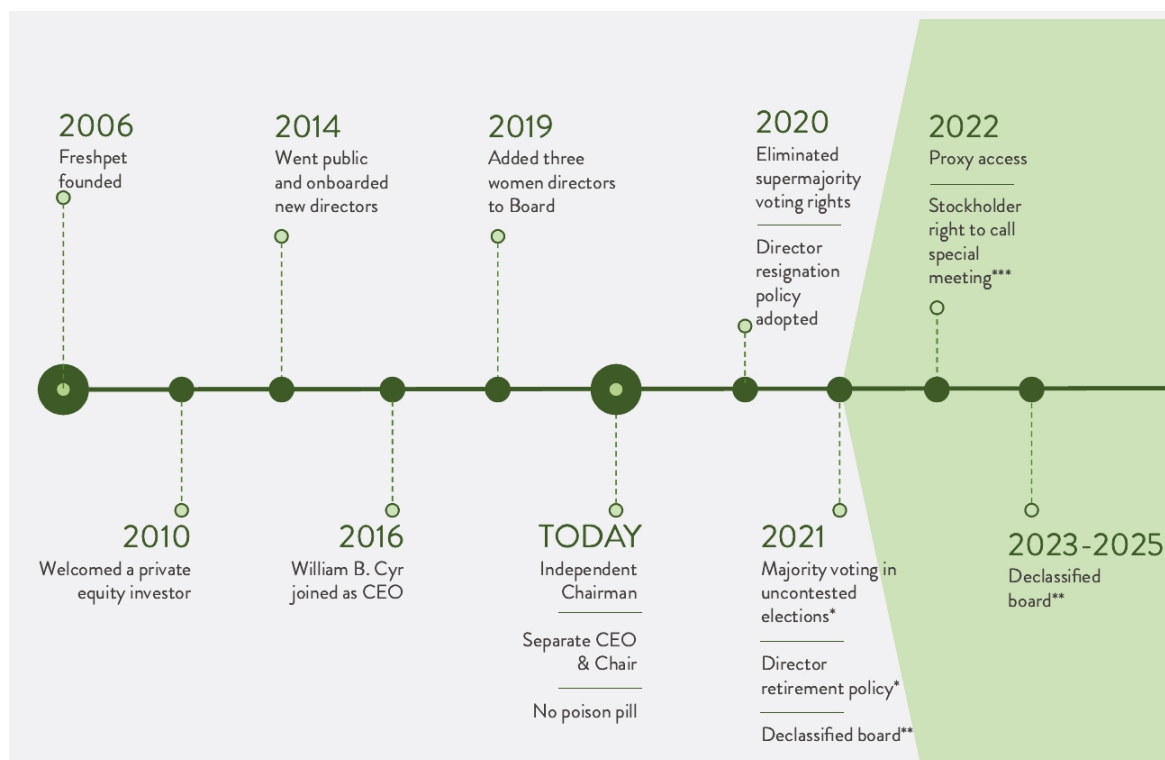 2006
Freshpet
founded
2014
Went public
and onboarded
new directors
2019
Added three
women directors
to Board
2020
Eliminated
supermajority
voting rights
Director
resignation
policy
adopted
2022
Proxy access
Stockholder
right to call
special
meeting***
2010
Welcomed a private
equity investor
2016
William B. Cyr
joined as CEO
TODAY
Independent
Chairman
Separate CEO
& Chair
No poison pill
2021
Majority voting in
uncontested
elections*
Director
retirement policy*
Declassified board**
2023-2025
Declassified
board**